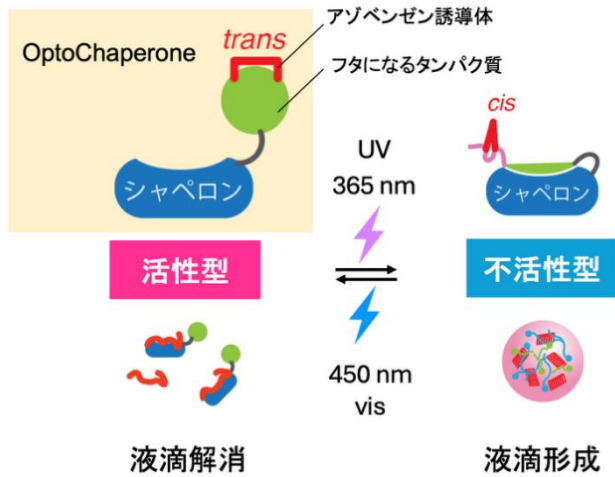 アゾベンゼン誘導体
OptoChaperone
trans
フタになるタンパク質
シャペロン
UV
365 nm
cis
シャペロン
活性型
不活性型
450 nm
vis
液滴解消
液滴形成